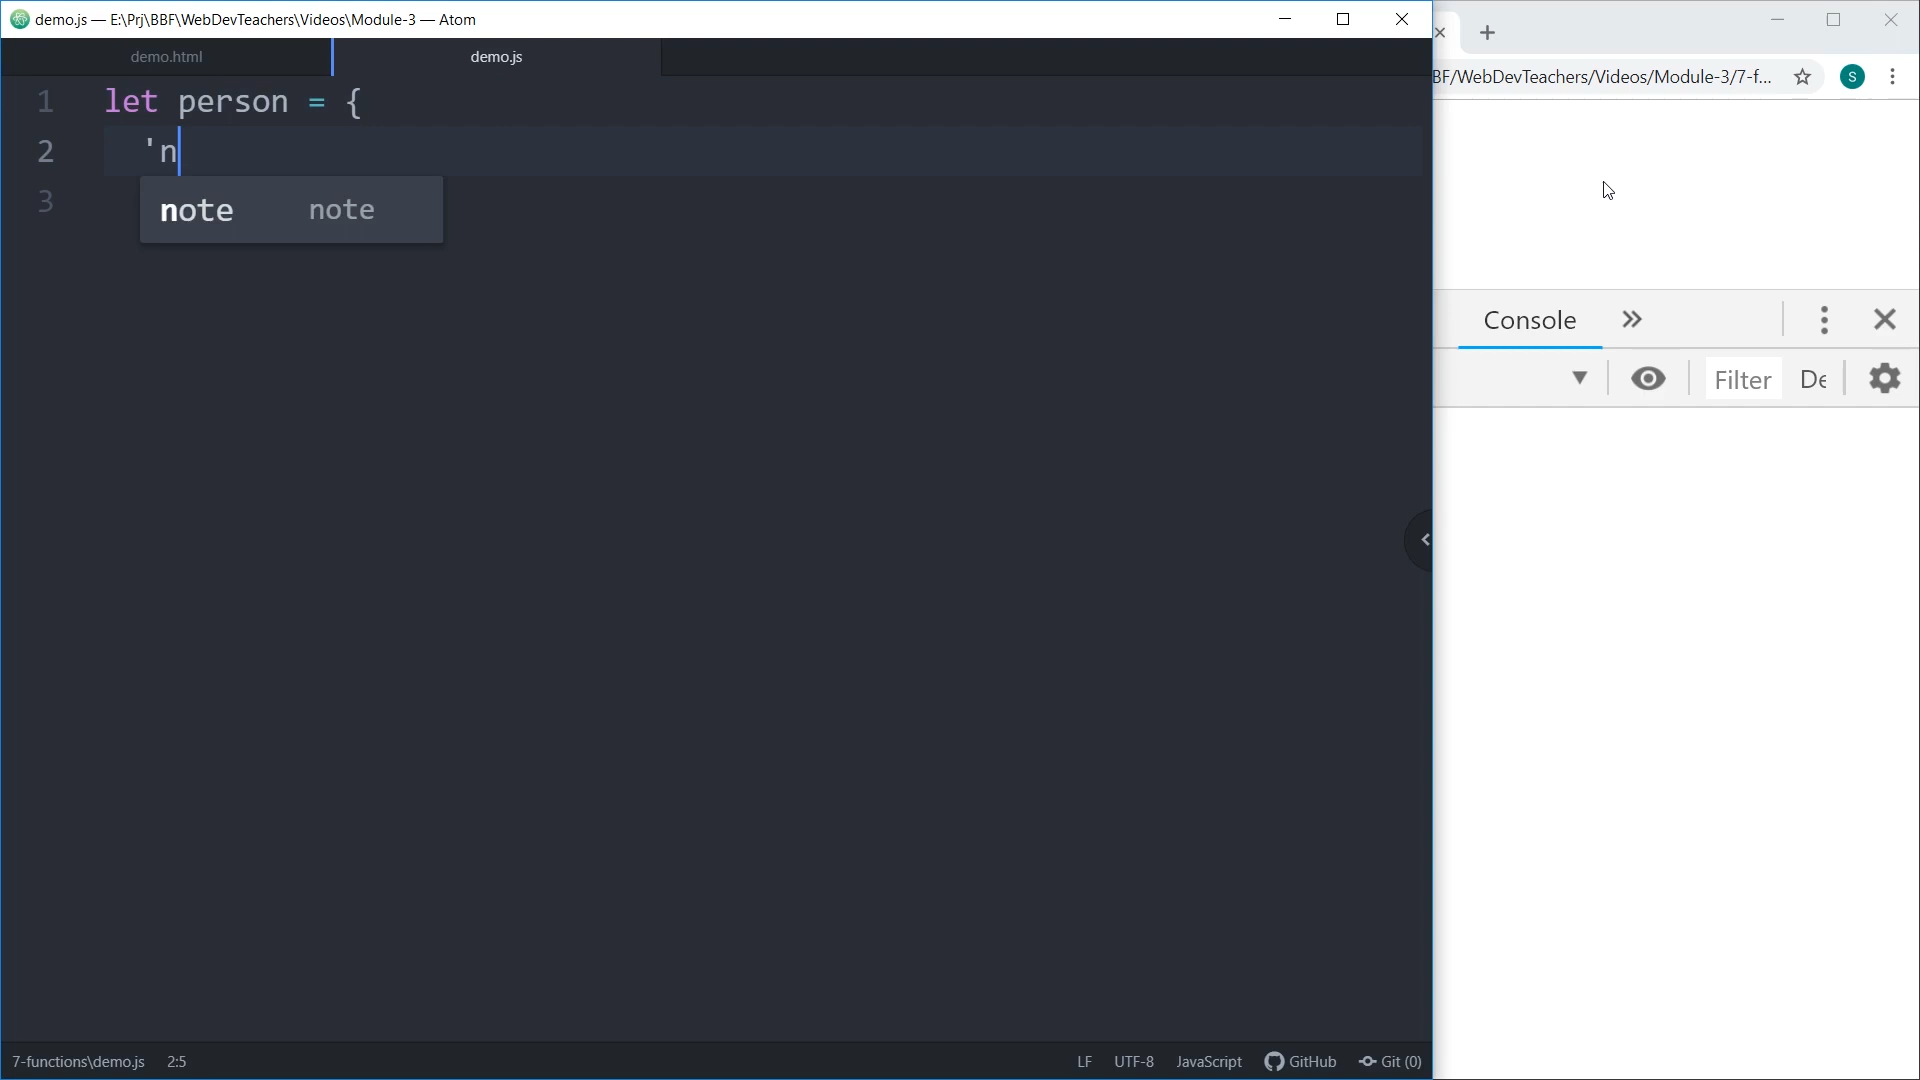 demo.js — E:\Prj\BBF\WebDevTeachers\Videos\Module-3 — Atom
demo.html
demo.js
BF/WebDevTeachers/Videos/Module-3/7-f...
S
1 let person = {
2 'n
3
note note
Console
Filter
De
7-functions\demo.js 2:5
LF UTF-8 JavaScript GitHub Git (0)